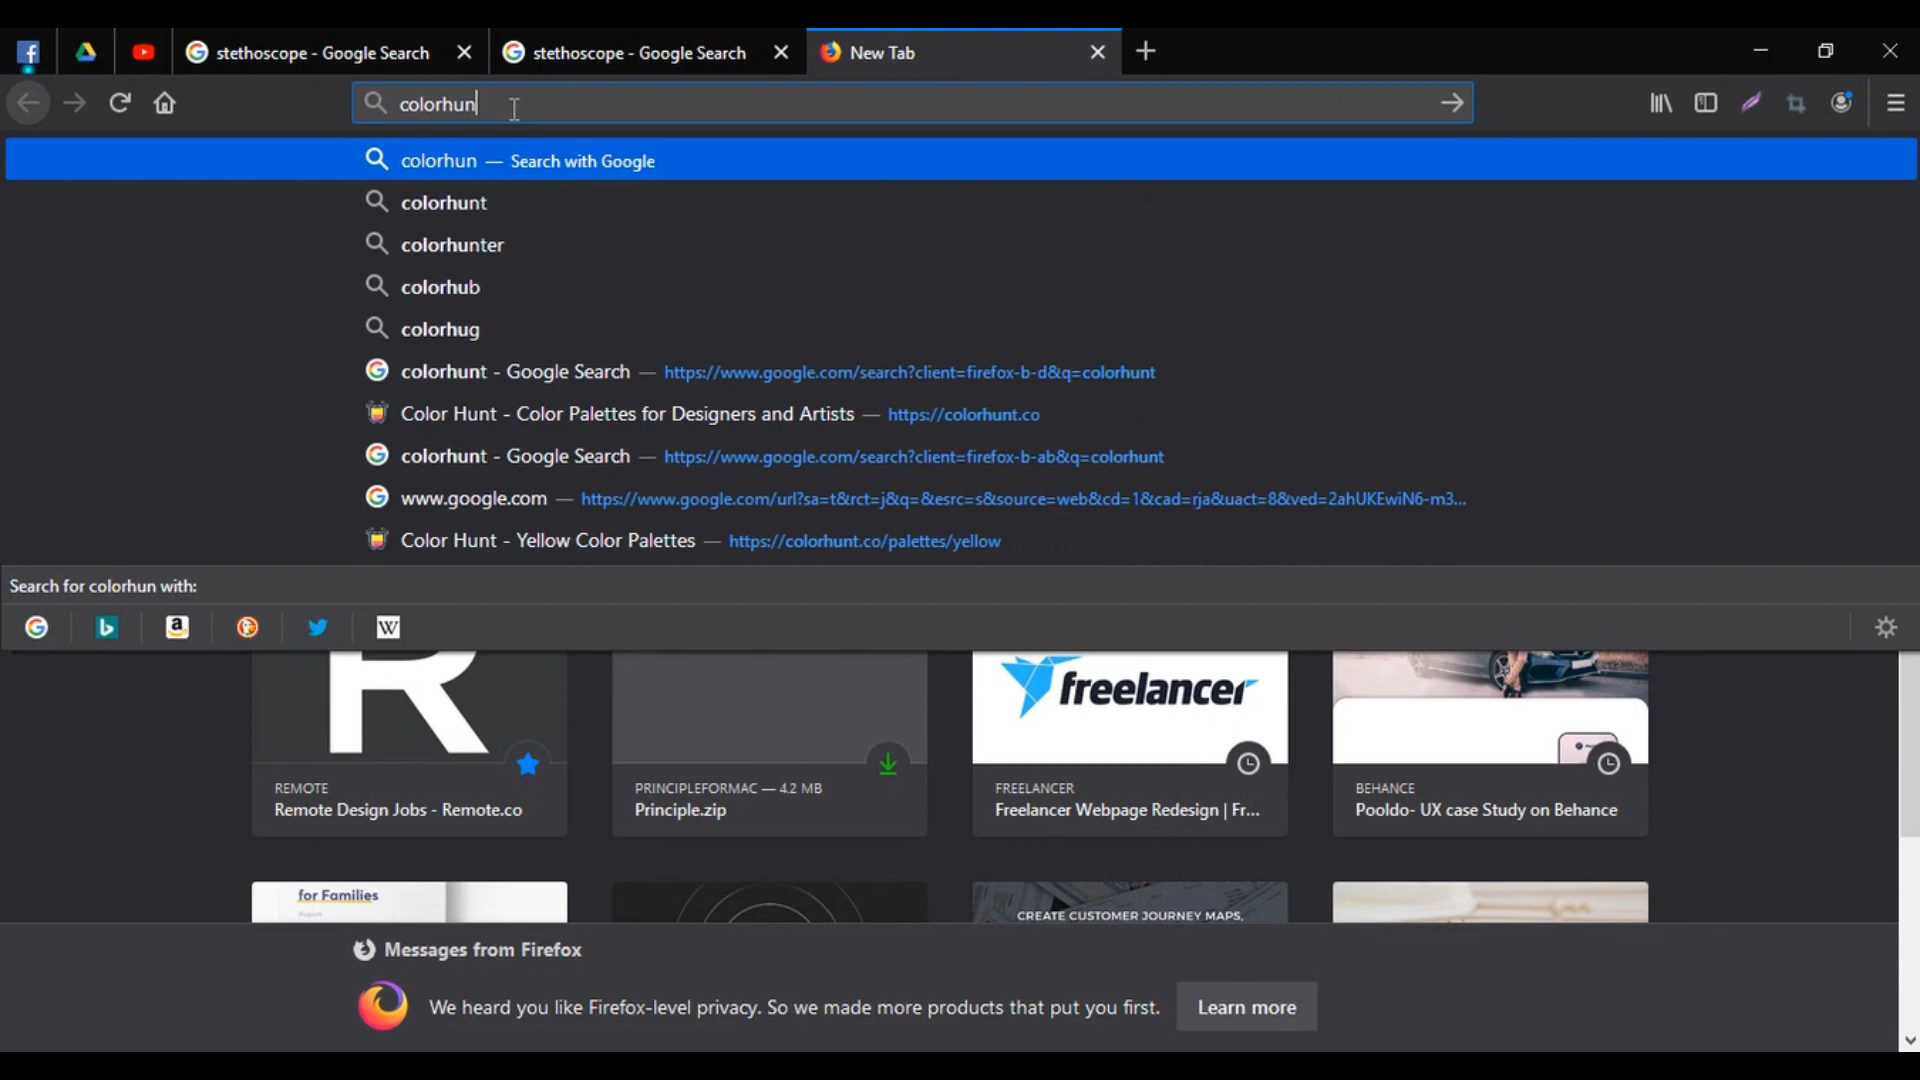 stethoscope - Google Search
stethoscope - Google Search
New Tab
colorhun
colorhun — Search with Google
colorhunt
colorhunter
colorhub
colorhug
colorhunt - Google Search — https://www.google.com/search?client=firefox-b-d&q=colorhunt
Color Hunt - Color Palettes for Designers and Artists — https://colorhunt.co
colorhunt - Google Search — https://www.google.com/search?client=firefox-b-ab&q=colorhunt
www.google.com — https://www.google.com/url?sa=t&rct=j&q=&esrc=s&source=web&cd=1&cad=rja&uact=8&ved=2ahUKEwiN6-m3...
Color Hunt - Yellow Color Palettes — https://colorhunt.co/palettes/yellow
Search for colorhun with:
R
freelancer
REMOTE
Remote Design Jobs - Remote.co
PRINCIPLEFORMAC — 4.2 MB
Principle.zip
FREELANCER
Freelancer Webpage Redesign | Fr...
BEHANCE
Pooldo- UX case Study on Behance
for Families
Report
CREATE CUSTOMER JOURNEY MAPS,
Messages from Firefox
We heard you like Firefox-level privacy. So we made more products that put you first.
Learn more